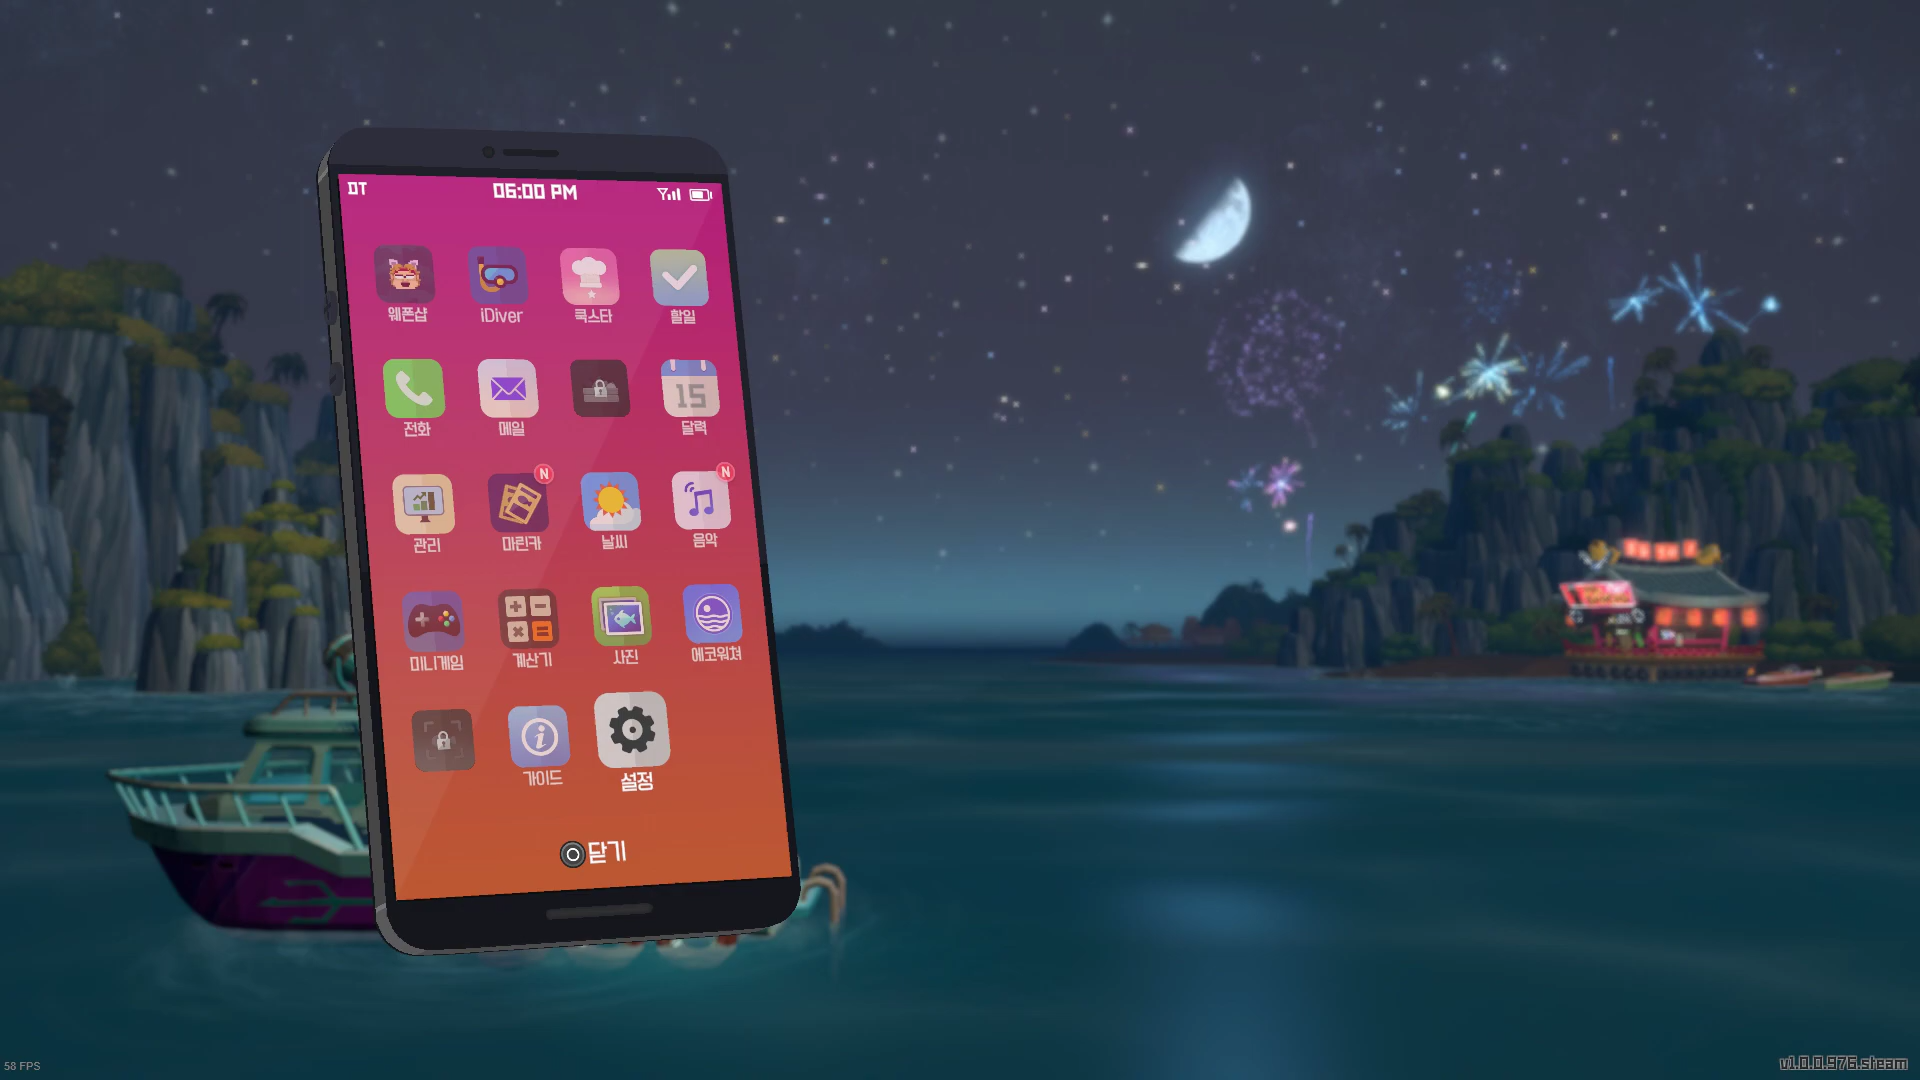 DT 06:00 PM
웨폰샵 iDiver 쿡스타 할일
전화 메일 15 달력
N N
관리 마린카 날씨 음악
미니게임 계산기 사진 에코워쳐
가이드 설정
닫기
58 FPS
v1.0.0.976.steam